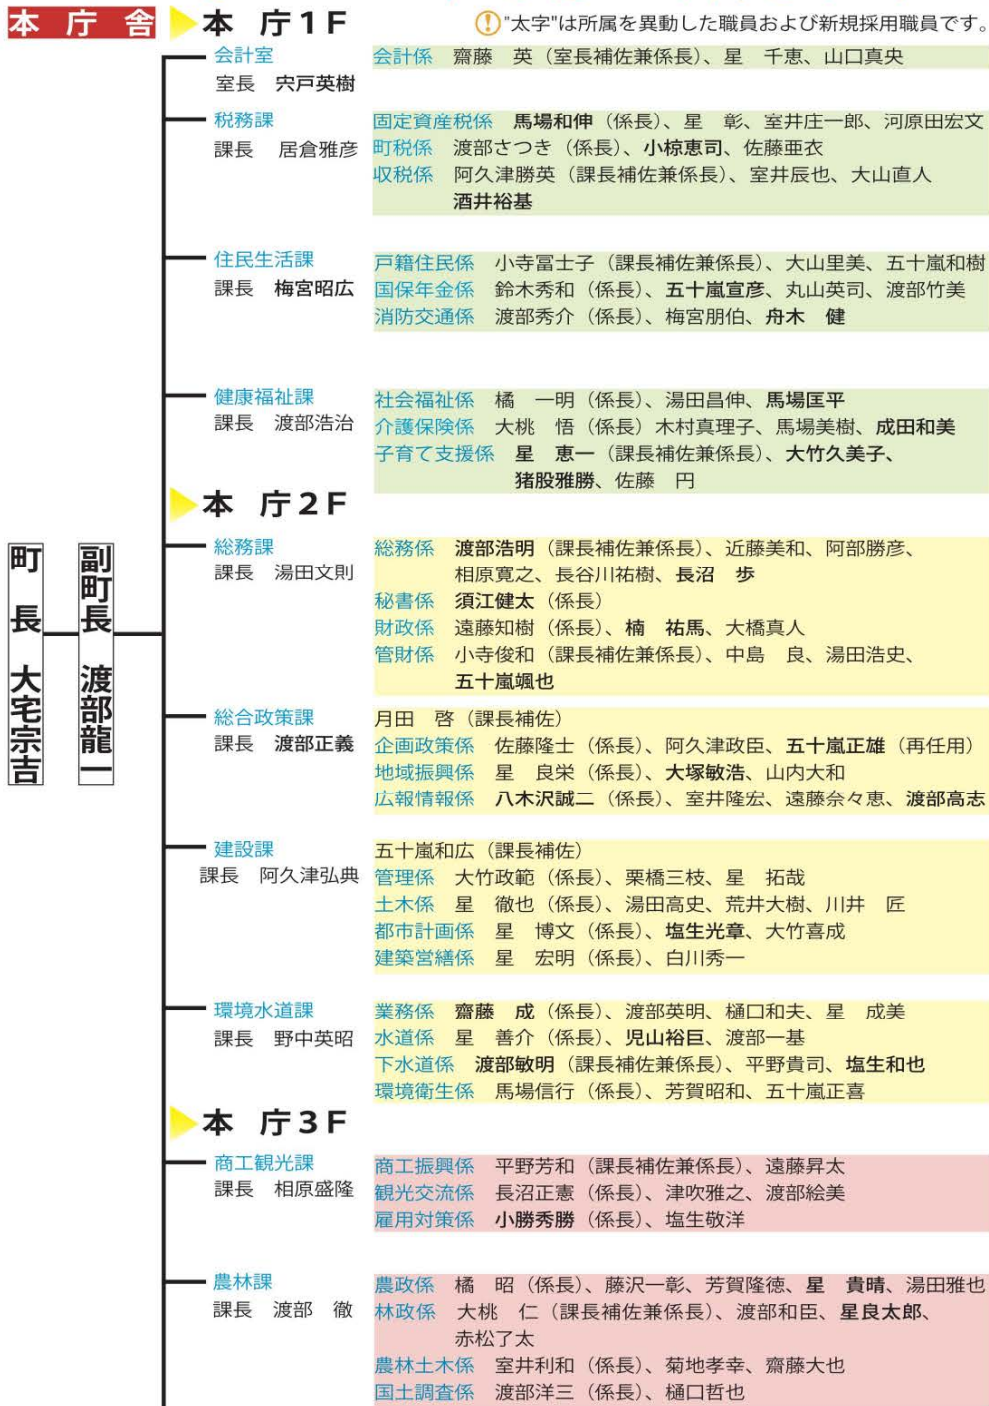 本庁舎
本 庁1F
"太字"は所属を異動した職員および新規採用職員です。
会計室
室長 宍戸英樹
会計係 齋藤 英（室長補佐兼係長）、星 千恵、山口真央
税務課
課長 居倉雅彦
固定資産税係 馬場和伸（係長）、星 彰、室井庄一郎、河原田宏文
町税係 渡部さつき（係長）、小椋恵司、佐藤亜衣
収税係 阿久津勝英（課長補佐兼係長）、室井辰也、大山直人
酒井裕基
住民生活課
課長 梅宮昭広
戸籍住民係 小寺冨士子（課長補佐兼係長）、大山里美、五十嵐和樹
国保年金係 鈴木秀和（係長）、五十嵐宣彦、丸山英司、渡部竹美
消防交通係 渡部秀介（係長）、梅宮朋伯、舟木 健
健康福祉課
課長 渡部浩治
社会福祉係 橘 一明（係長）、湯田昌伸、馬場匡平
介護保険係 大桃 悟（係長）木村真理子、馬場美樹、成田和美
子育て支援係 星 恵一（課長補佐兼係長）、大竹久美子、
猪股雅勝、佐藤 円
本 庁2F
町長 大宅宗吉
副町長 渡部龍一
総務課
課長 湯田文則
総務係 渡部浩明（課長補佐兼係長）、近藤美和、阿部勝彦、
相原寛之、長谷川祐樹、長沼 歩
秘書係 須江健太（係長）
財政係 遠藤知樹（係長）、楠 祐馬、大橋真人
管財係 小寺俊和（課長補佐兼係長）、中島 良、湯田浩史、
五十嵐颯也
総合政策課
課長 渡部正義
月田 啓（課長補佐）
企画政策係 佐藤隆士（係長）、阿久津政臣、五十嵐正雄（再任用）
地域振興係 星 良栄（係長）、大塚敏浩、山内大和
広報情報係 八木沢誠二（係長）、室井隆宏、遠藤奈々恵、渡部高志
建設課
課長 阿久津弘典
五十嵐和広（課長補佐）
管理係 大竹政範（係長）、栗橋三枝、星 拓哉
土木係 星 徹也（係長）、湯田高史、荒井大樹、川井 匠
都市計画係 星 博文（係長）、塩生光章、大竹喜成
建築営繕係 星 宏明（係長）、白川秀一
環境水道課
課長 野中英昭
業務係 齋藤 成（係長）、渡部英明、樋口和夫、星 成美
水道係 星 善介（係長）、児山裕巨、渡部一基
下水道係 渡部敏明（課長補佐兼係長）、平野貴司、塩生和也
環境衛生係 馬場信行（係長）、芳賀昭和、五十嵐正喜
本 庁3F
商工観光課
課長 相原盛隆
商工振興係 平野芳和（課長補佐兼係長）、遠藤昇太
観光交流係 長沼正憲（係長）、津吹雅之、渡部絵美
雇用対策係 小勝秀勝（係長）、塩生敬洋
農林課
課長 渡部 徹
農政係 橘 昭（係長）、藤沢一彰、芳賀隆徳、星 貴晴、湯田雅也
林政係 大桃 仁（課長補佐兼係長）、渡部和臣、星良太郎、
赤松了太
農林土木係 室井利和（係長）、菊地孝幸、齋藤大也
国土調査係 渡部洋三（係長）、樋口哲也